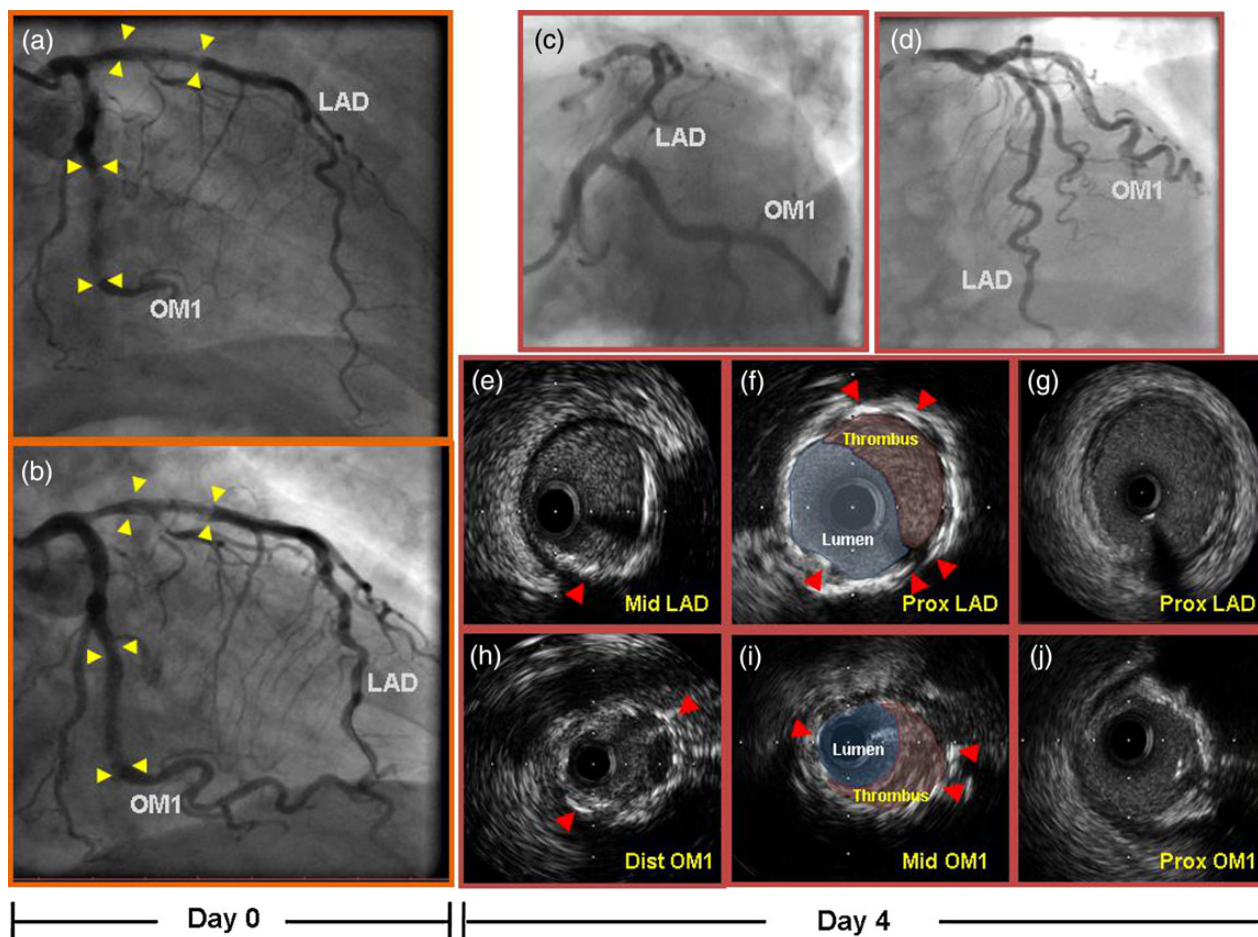 (a)
LAD
OM1
(b)
LAD
OM1
(c)
LAD
OM1
(d)
OM1
LAD
(e)
Mid LAD
(f)
Thrombus
Lumen
Prox LAD
(g)
Prox LAD
(h)
Dist OM1
(i)
Lumen
Thrombus
Mid OM1
(j)
Prox OM1
Day 0
Day 4